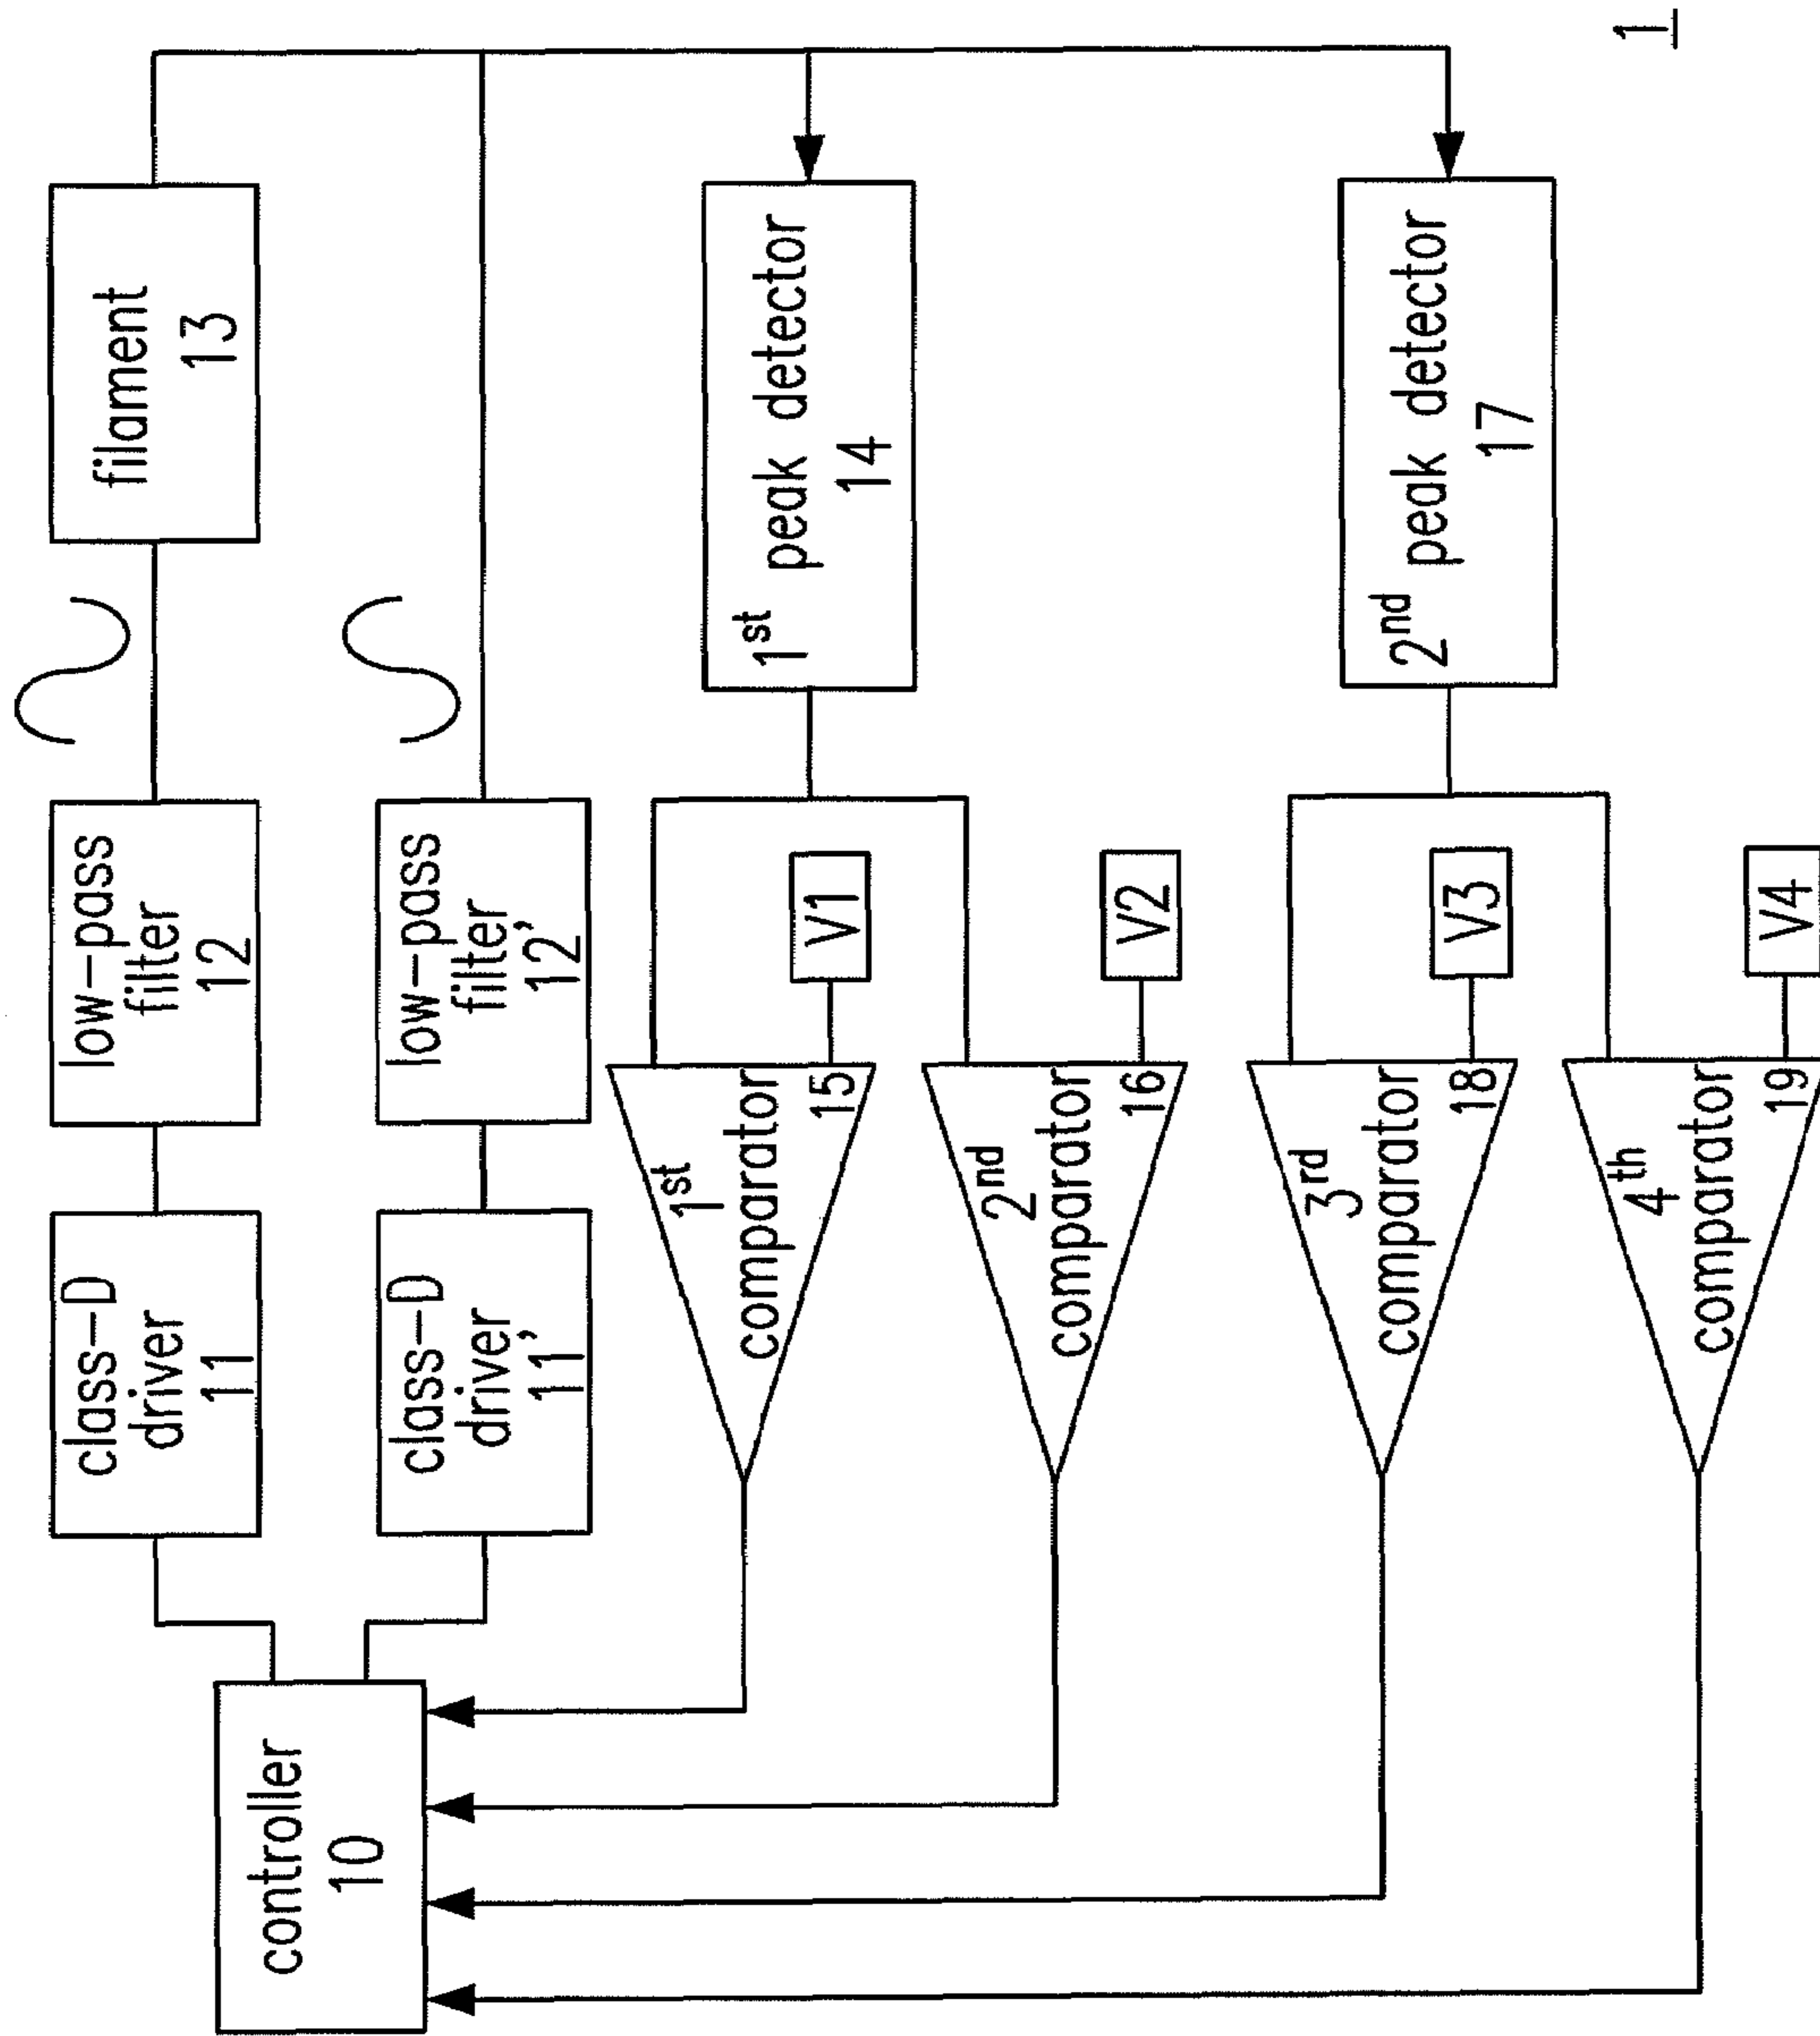 controller
10
class-D
driver
11
low-pass
filter
12
filament
13
class-D
driver'
11
low-pass
filter'
12
1st
comparator
15
V1
1st
peak detector
14
2nd
comparator
16
V2
3rd
comparator
18
V3
2nd
peak detector
17
4th
comparator
19
V4
1